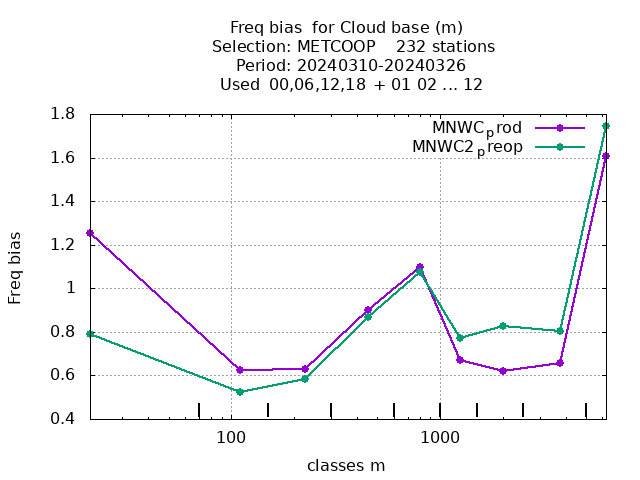 Freq bias  for Cloud base (m)
Selection: METCOOP    232 stations
Period: 20240310-20240326
Used  00,06,12,18  + 01 02 ... 12
1.8
1.6
1.4
1.2
1
0.8
0.6
0.4
Freq bias
MNWCprod
MNWC2preop
100
1000
classes m